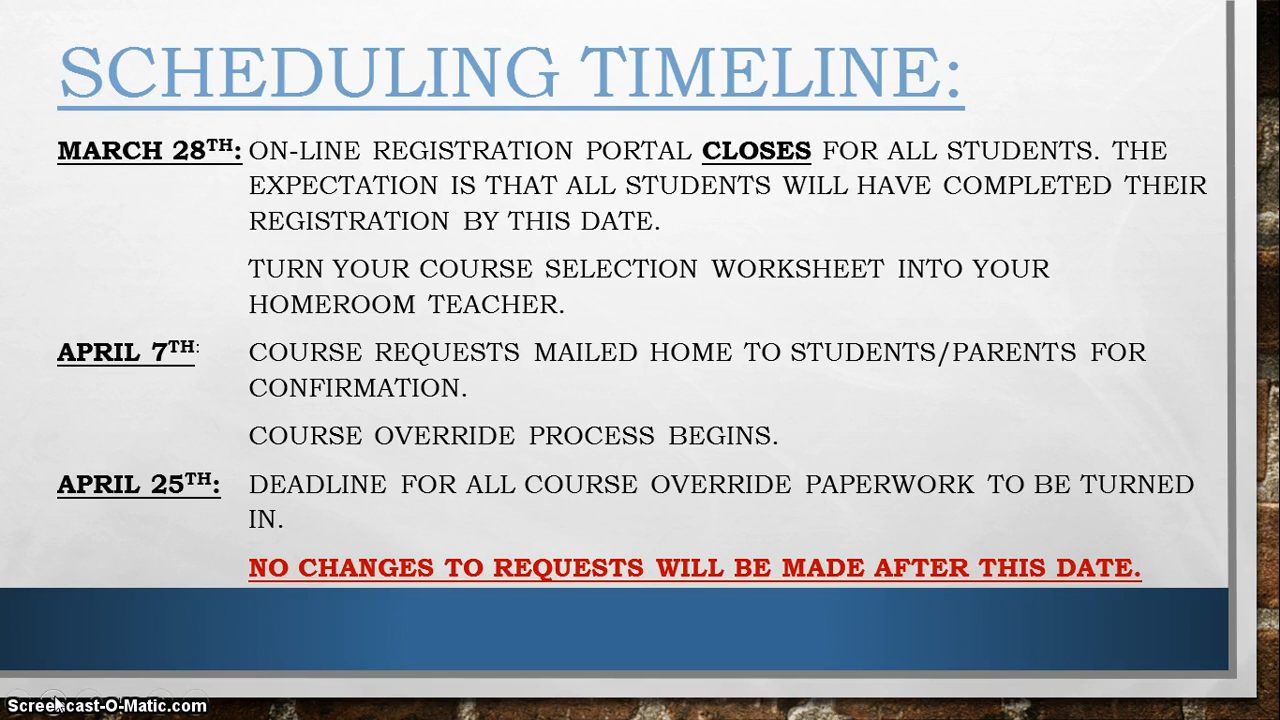 SCHEDULING TIMELINE:
MARCH 28TH: ON-LINE REGISTRATION PORTAL CLOSES FOR ALL STUDENTS. THE
EXPECTATION IS THAT ALL STUDENTS WILL HAVE COMPLETED THEIR
REGISTRATION BY THIS DATE.
TURN YOUR COURSE SELECTION WORKSHEET INTO YOUR
HOMEROOM TEACHER.
APRIL 7TH: COURSE REQUESTS MAILED HOME TO STUDENTS/PARENTS FOR
CONFIRMATION.
COURSE OVERRIDE PROCESS BEGINS.
APRIL 25TH: DEADLINE FOR ALL COURSE OVERRIDE PAPERWORK TO BE TURNED
IN.
NO CHANGES TO REQUESTS WILL BE MADE AFTER THIS DATE.
Screencast-O-Matic.com